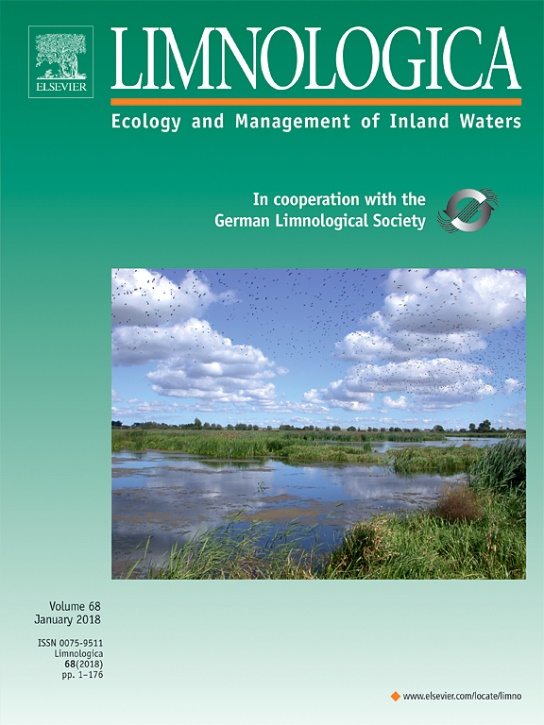 LIMNOLOGICA
ELSEVIER
Ecology and Management of Inland Waters
In cooperation with the
German Limnological Society
Volume 68
January 2018
ISSN 0075-9511
Limnologica
68(2018)
pp. 1–176
www.elsevier.com/locate/limno